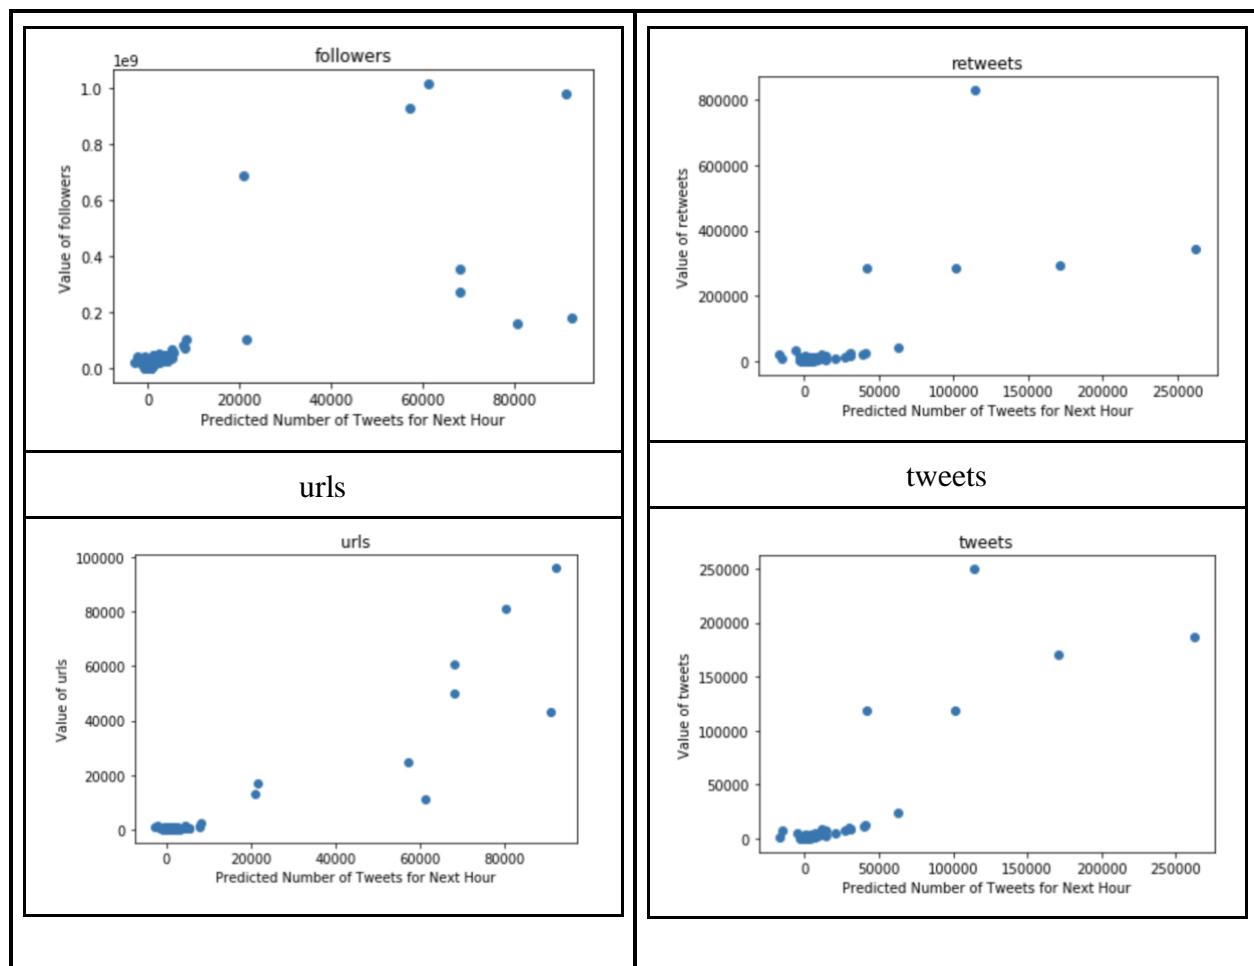 followers
1e9
1.0
0.8
0.6
0.4
0.2
0.0
Value of followers
0 20000 40000 60000 80000
Predicted Number of Tweets for Next Hour
urls
urls
100000
80000
60000
40000
20000
0
Value of urls
0 20000 40000 60000 80000
Predicted Number of Tweets for Next Hour
retweets
800000
600000
400000
200000
0
Value of retweets
0 50000 100000 150000 200000 250000
Predicted Number of Tweets for Next Hour
tweets
tweets
250000
200000
150000
100000
50000
0
Value of tweets
0 50000 100000 150000 200000 250000
Predicted Number of Tweets for Next Hour